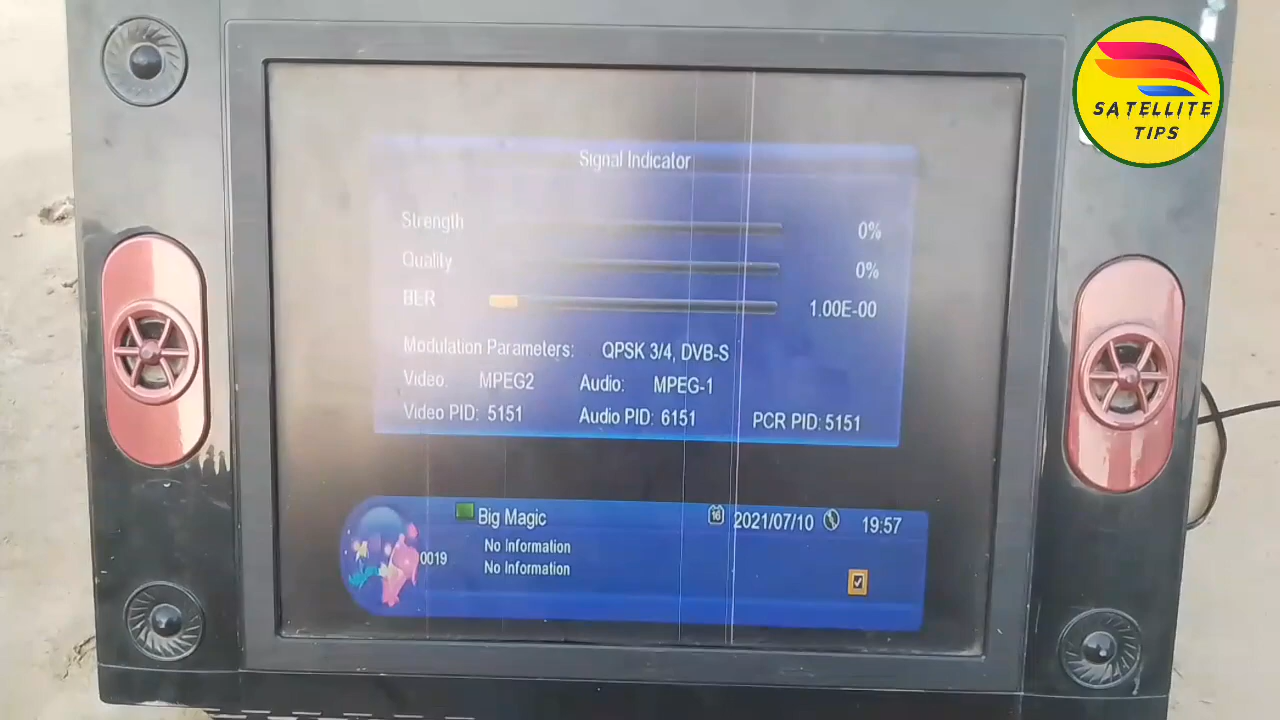 SATELLITE
TIPS
Signal Indicator
Strength 0%
Quality 0%
BER 1.00E-00
Modulation Parameters: QPSK 3/4, DVB-S
Video: MPEG2 Audio: MPEG-1
Video PID: 5151 Audio PID: 6151 PCR PID: 5151
Big Magic 16 2021/07/10 19:57
0019 No Information
No Information